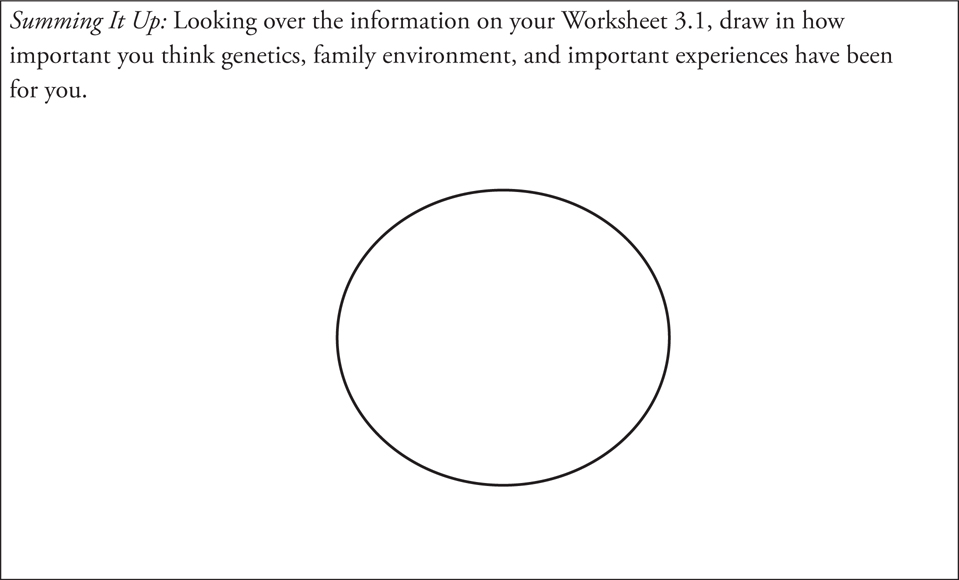 Summing It Up: Looking over the information on your Worksheet 3.1, draw in how
important you think genetics, family environment, and important experiences have been
for you.